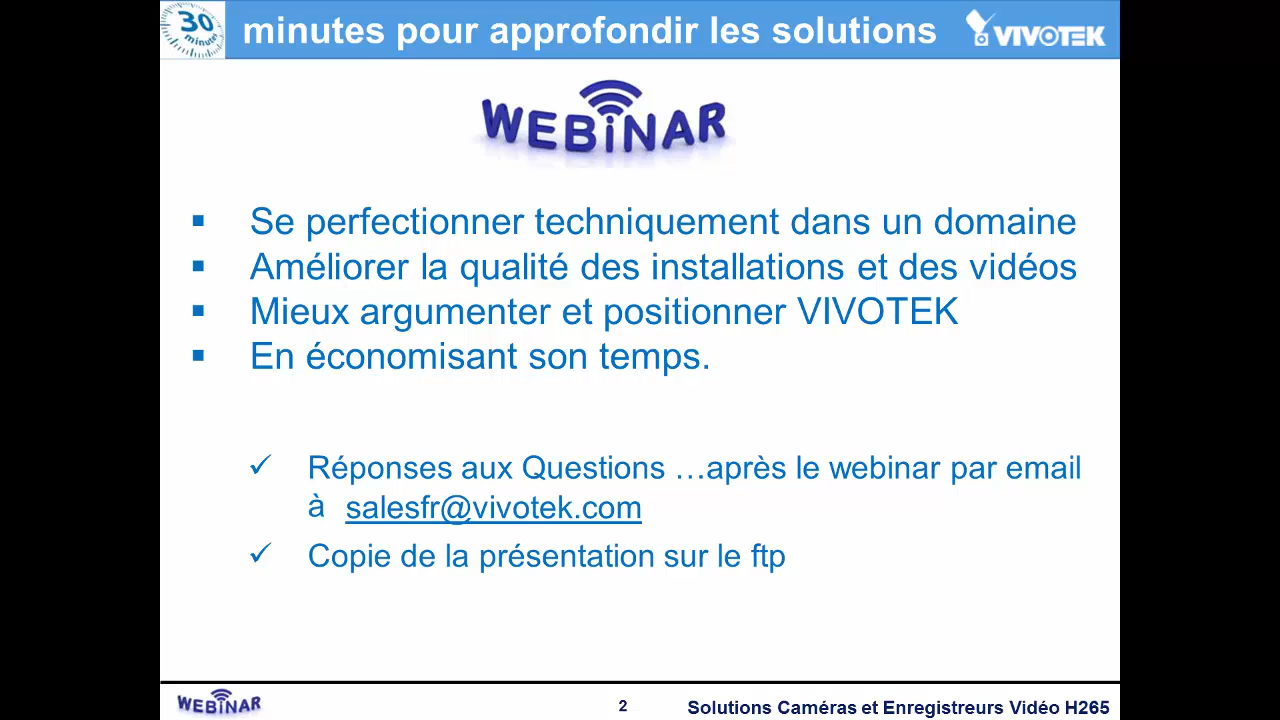 30 minutes
minutes pour approfondir les solutions
VIVOTEK
WEBiNAR
▪ Se perfectionner techniquement dans un domaine
▪ Améliorer la qualité des installations et des vidéos
▪ Mieux argumenter et positionner VIVOTEK
▪ En économisant son temps.
✓ Réponses aux Questions …après le webinar par email
à salesfr@vivotek.com
✓ Copie de la présentation sur le ftp
WEBiNAR
2
Solutions Caméras et Enregistreurs Vidéo H265